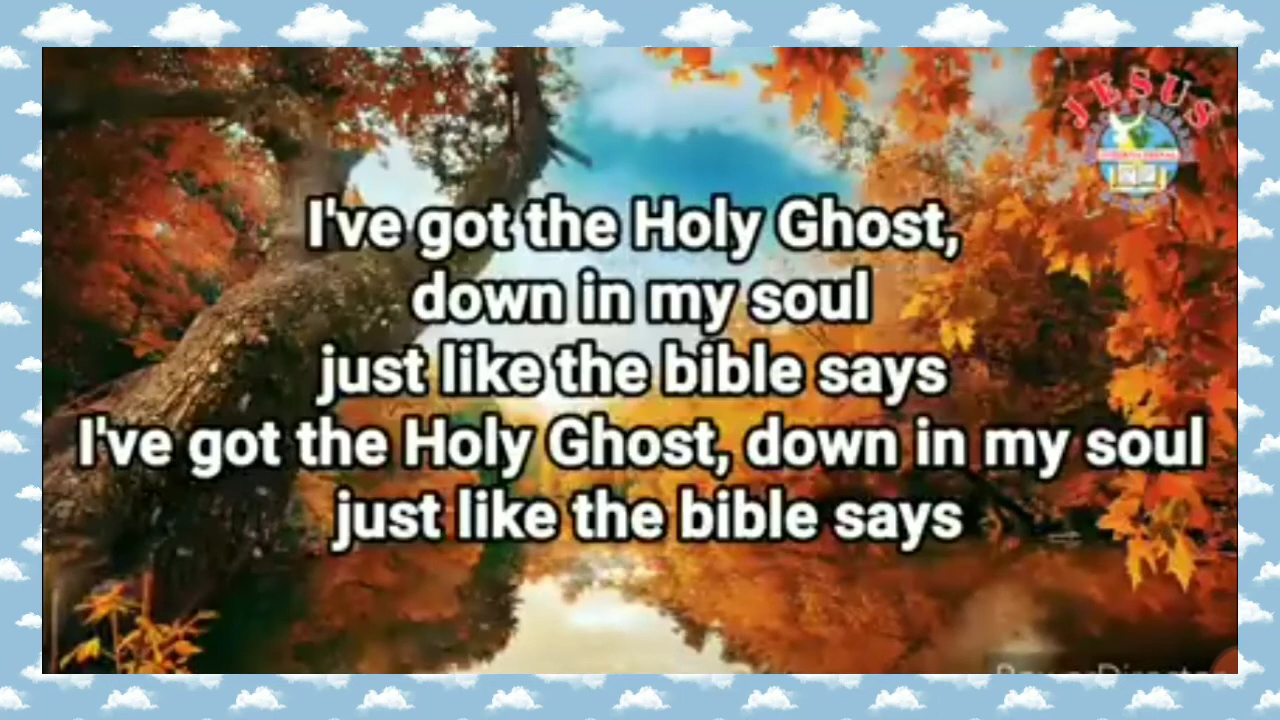 JESUS
I've got the Holy Ghost,
down in my soul
just like the bible says
I've got the Holy Ghost, down in my soul
just like the bible says